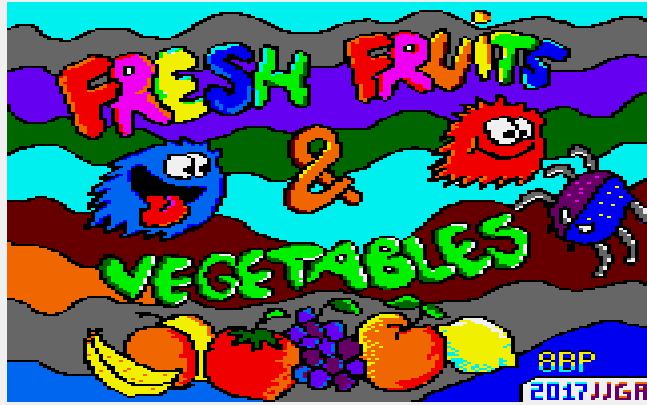 FRESH FRUITS
&
VEGETABLES
8BP
2017JJGA